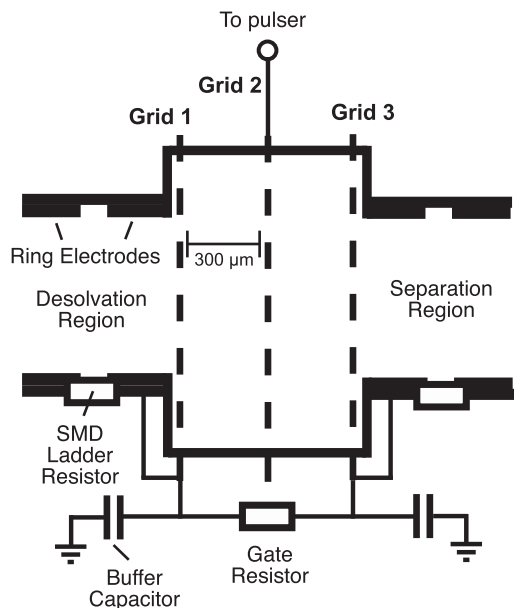 To pulser
Grid 2
Grid 1
Grid 3
300 μm
Ring Electrodes
Desolvation
Region
Separation
Region
SMD
Ladder
Resistor
Gate
Resistor
Buffer
Capacitor